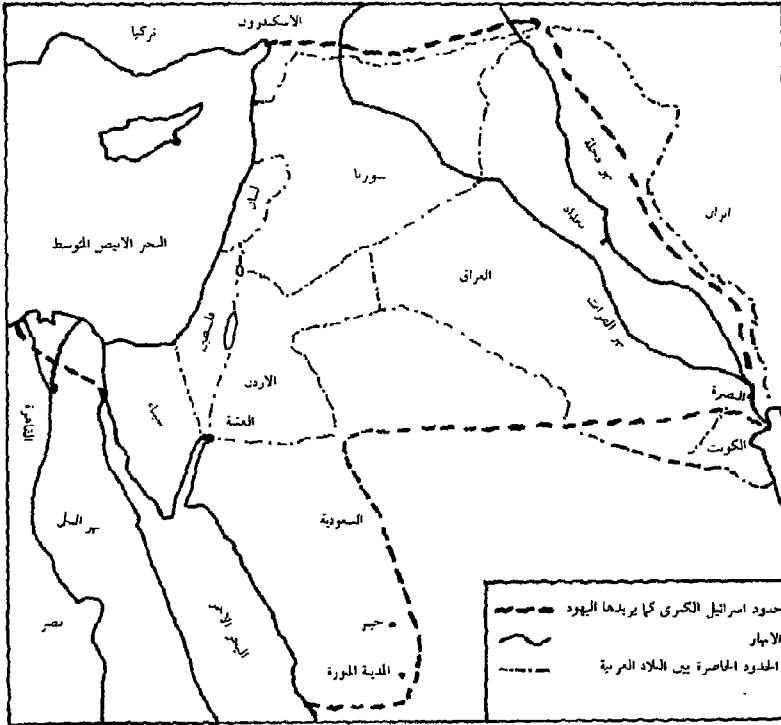 الاسكندرون
تركيا
نهر دجلة
ايران
سوريا
لبنان
بغداد
البحر الابيض المتوسط
العراق
نهر الفرات
فلسطين
الاردن
البصرة
سيناء
العقبة
القاهرة
الكويت
السعودية
نهر النيل
خيبر
البحر الاحمر
مصر
المدينة المنورة
حدود اسرائيل الكبرى كما يريدها اليهود
الانهار
الحدود الحاضرة بين البلاد العربية